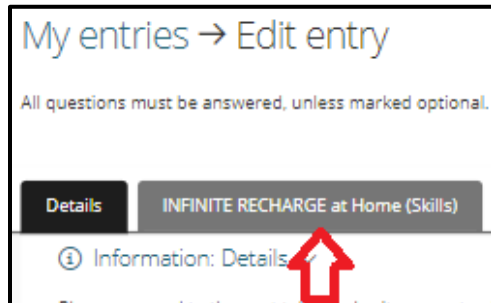 My entries → Edit entry
All questions must be answered, unless marked optional.
Details
INFINITE RECHARGE at Home (Skills)
Information: Details